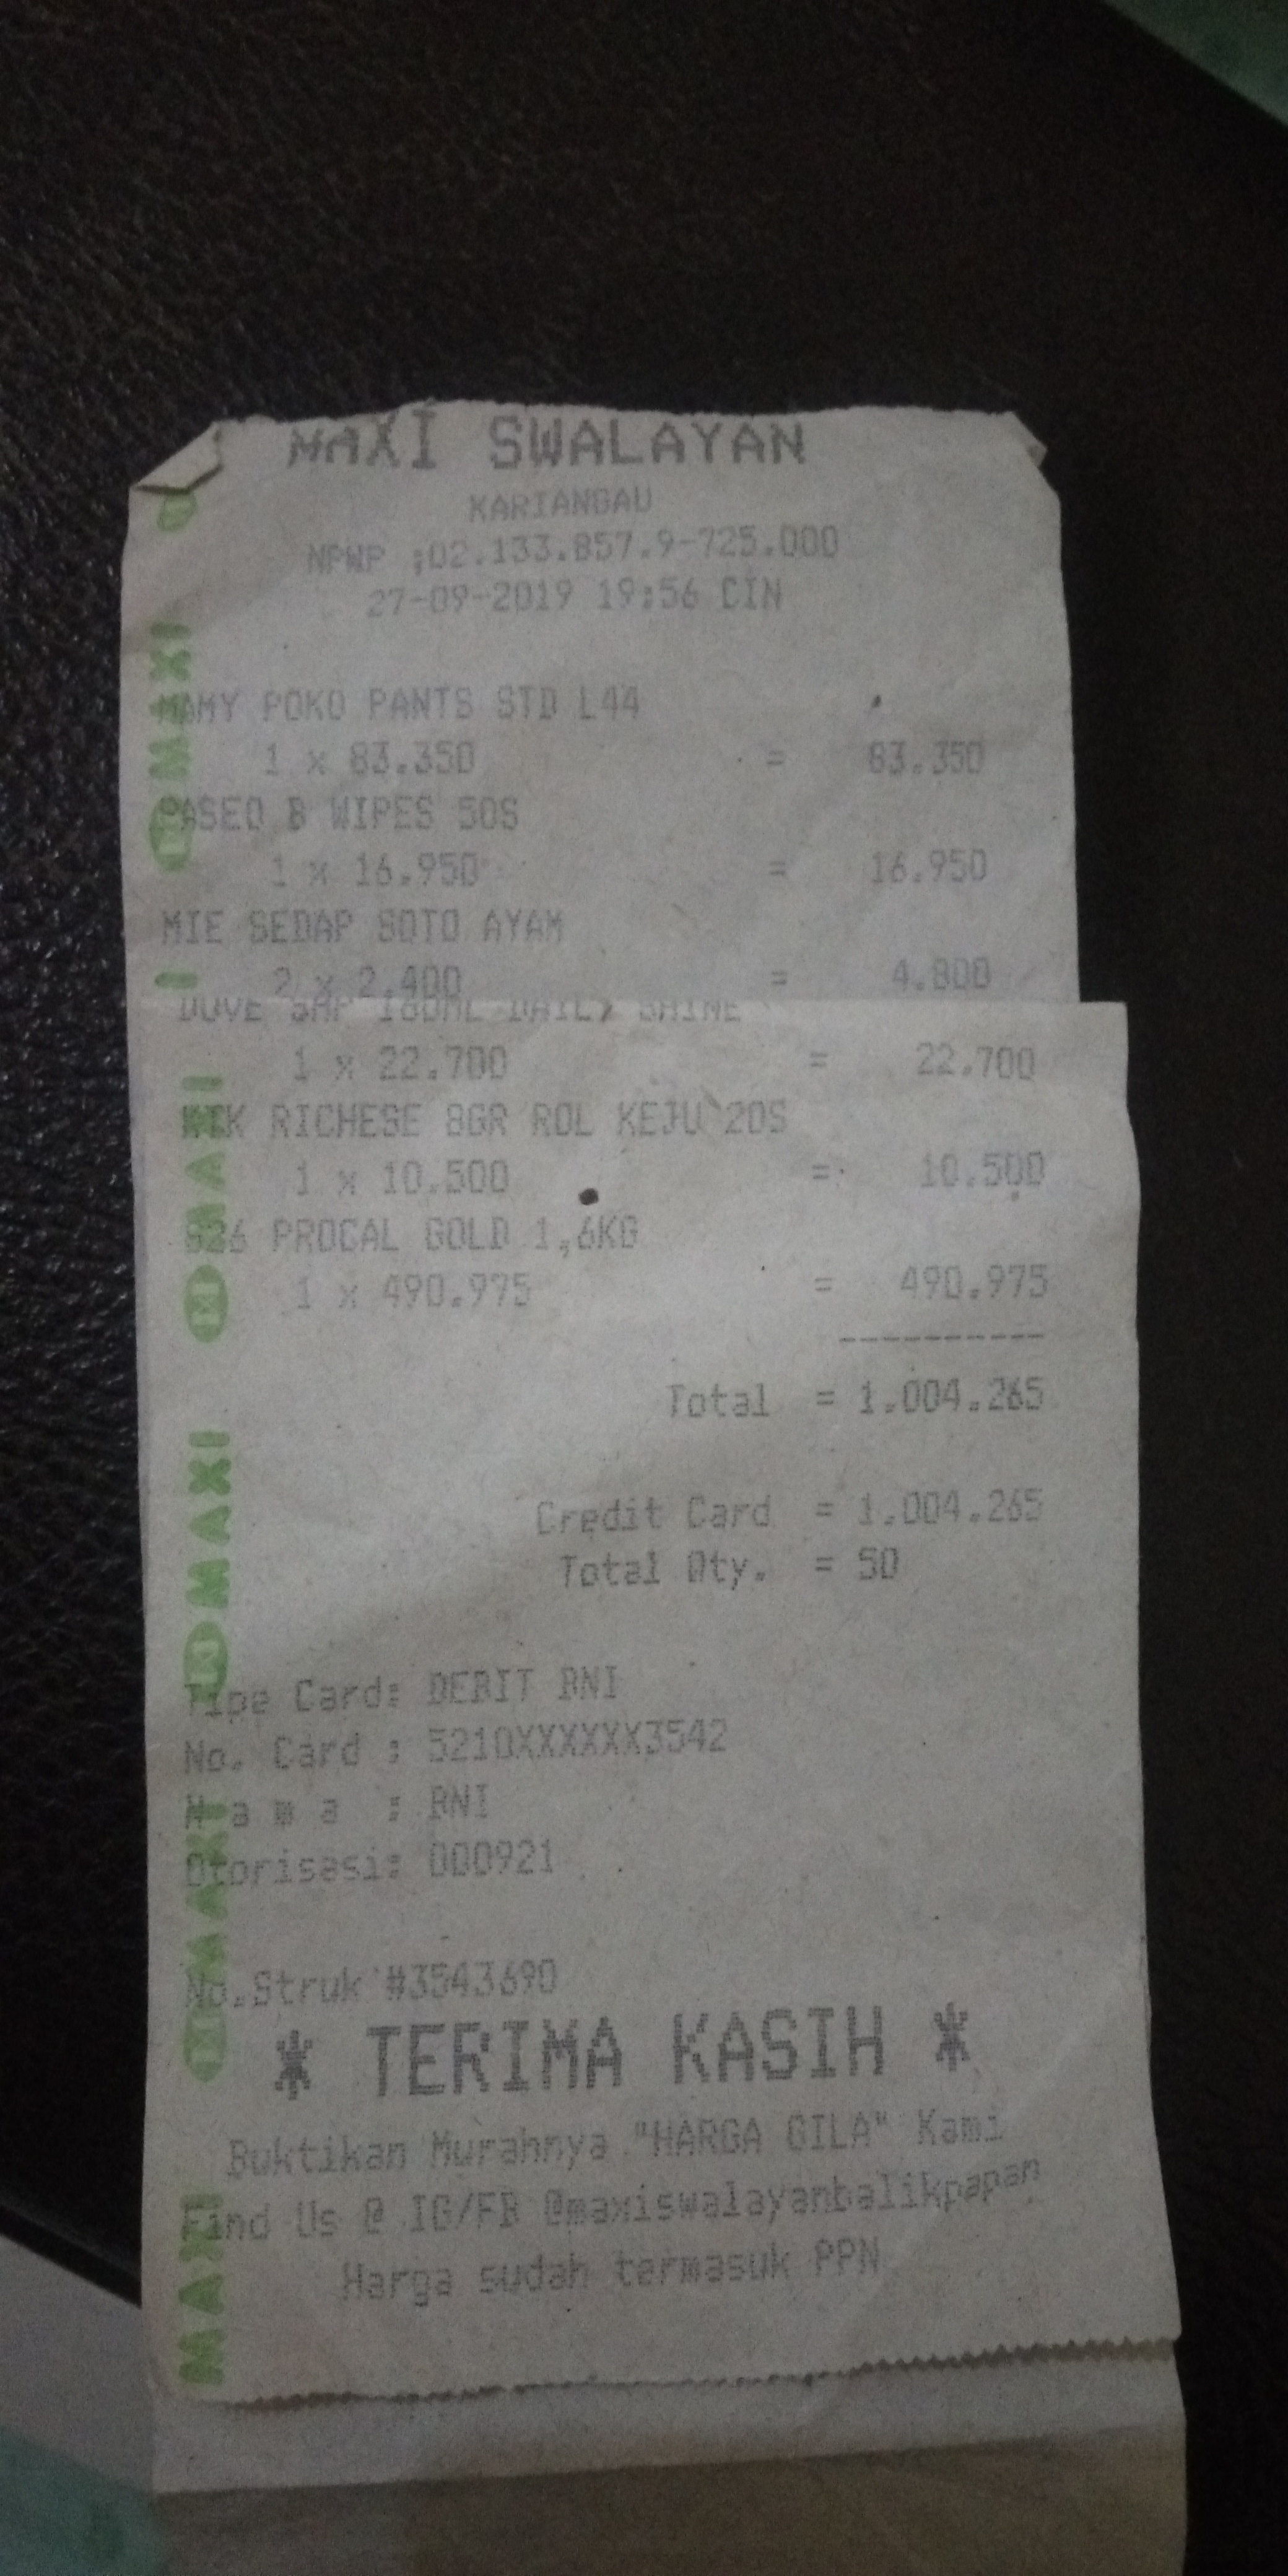 MAXI SWALAYAN
KARIANGAU
NPWP :02.133.857.9-725.000
27-09-2019 19:56 CIN
MAMY POKO PANTS STD L44
1 x 83.350 = 83.350
PASEO B WIPES 50S
1 x 16.950 = 16.950
MIE SEDAP SOTO AYAM
2 x 2.400 = 4.800
DOVE SHP 160ML DAILY SHINE
1 x 22.700 = 22.700
NTK RICHESE 8GR ROL KEJU 20S
1 x 10.500 = 10.500
S26 PROCAL GOLD 1,6KG
1 x 490.975 = 490.975
----------
Total = 1.004.265
Credit Card = 1.004.265
Total Qty. = 50
Tipe Card: DEBIT BNI
No. Card : 5210XXXXXX3542
N a m a : BNI
Otorisasi: 000921
No.Struk #3543690
* TERIMA KASIH *
Buktikan Murahnya "HARGA GILA" Kami
Find Us @ IG/FB @maxiswalayanbalikpapan
Harga sudah termasuk PPN
MAXI
MAXI
MAXI
MAXI
MAXI